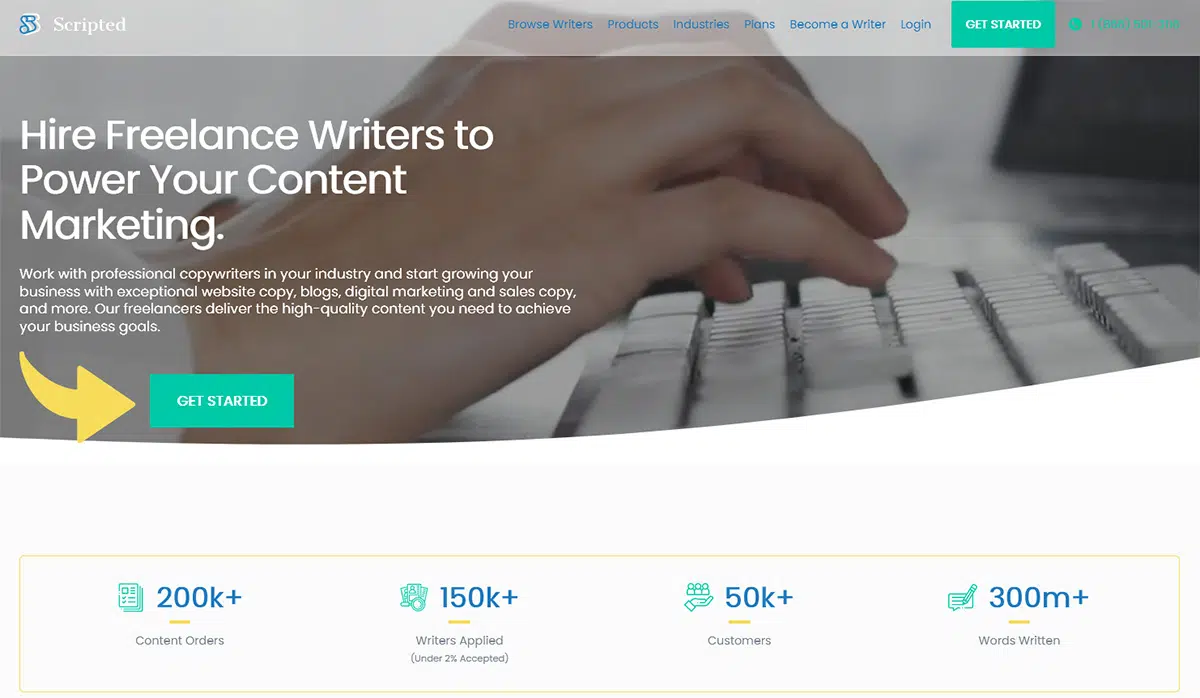 Scripted
Browse Writers Products Industries Plans Become a Writer Login GET STARTED
Hire Freelance Writers to
Power Your Content
Marketing.
Work with professional copywriters in your industry and start growing your
business with exceptional website copy, blogs, digital marketing and sales copy,
and more. Our freelancers deliver the high-quality content you need to achieve
your business goals.
GET STARTED
200k+ 150k+ 50k+ 300m+
Content Orders Writers Applied Customers Words Written
(Under 2% Accepted)